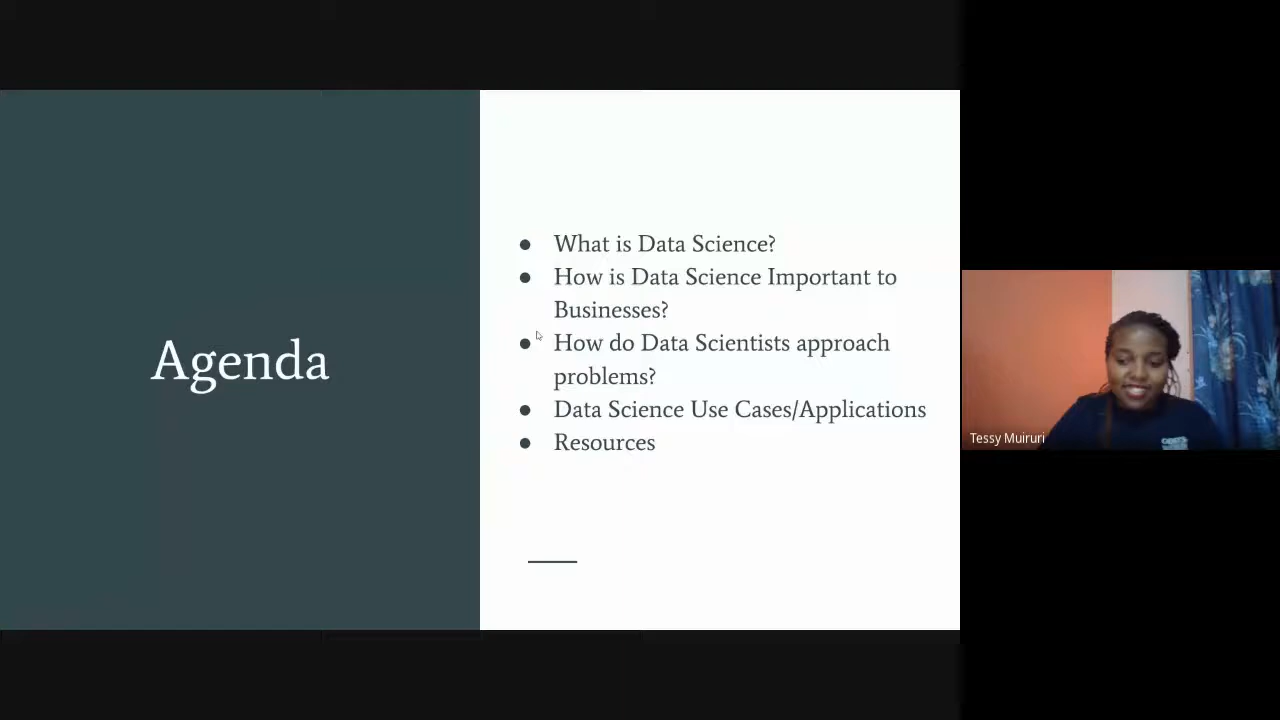 Agenda
● What is Data Science?
● How is Data Science Important to
Businesses?
● How do Data Scientists approach
problems?
● Data Science Use Cases/Applications
● Resources
Tessy Muiruri